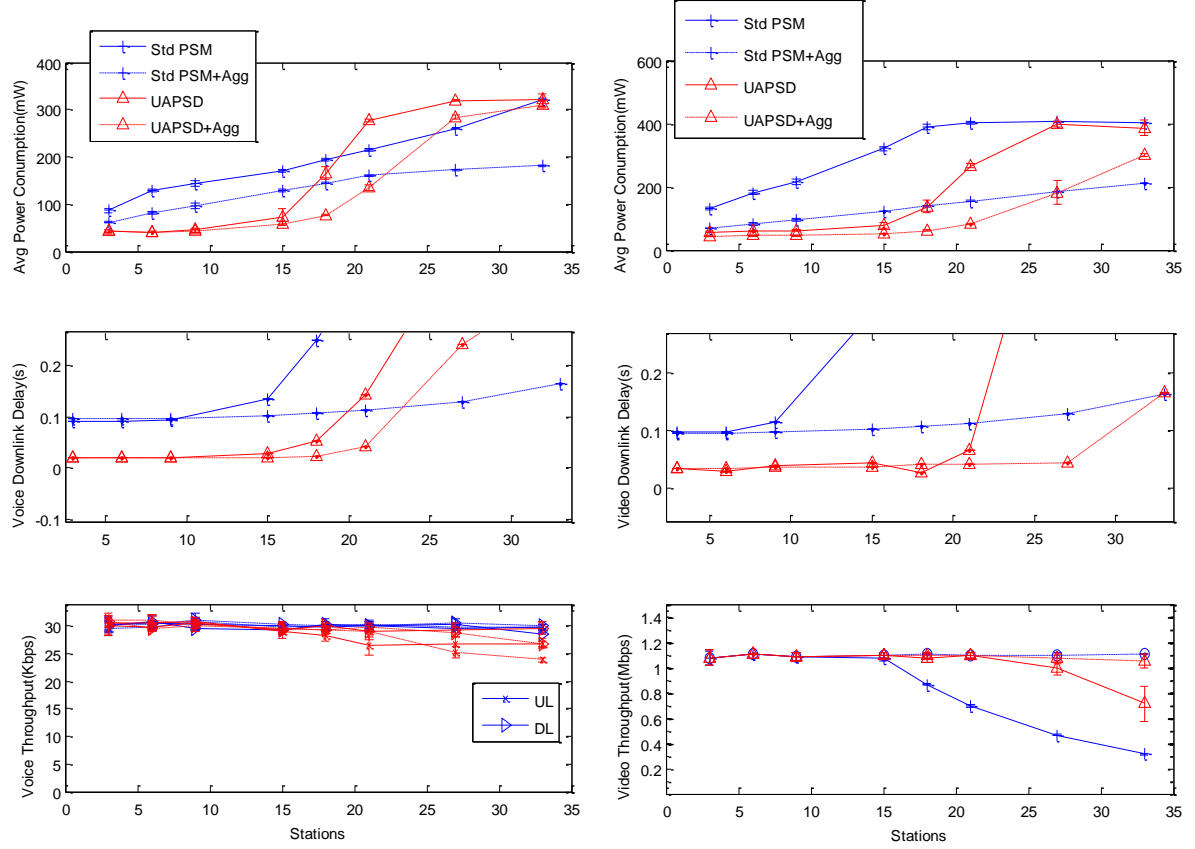 Std PSM
Std PSM+Agg
UAPSD
UAPSD+Agg
Avg Power Conumption(mW)
400
300
200
100
0
0 5 10 15 20 25 30 35
Std PSM
Std PSM+Agg
UAPSD
UAPSD+Agg
Avg Power Conumption(mW)
600
400
200
0
0 5 10 15 20 25 30 35
Voice Downlink Delay(s)
0.2
0.1
0
-0.1
5 10 15 20 25 30
Video Downlink Delay(s)
0.2
0.1
0
5 10 15 20 25 30
Voice Throughput(Kbps)
30
25
20
15
10
5
0
UL
DL
0 5 10 15 20 25 30 35
Stations
Video Throughput(Mbps)
1.4
1.2
1
0.8
0.6
0.4
0.2
0 5 10 15 20 25 30 35
Stations